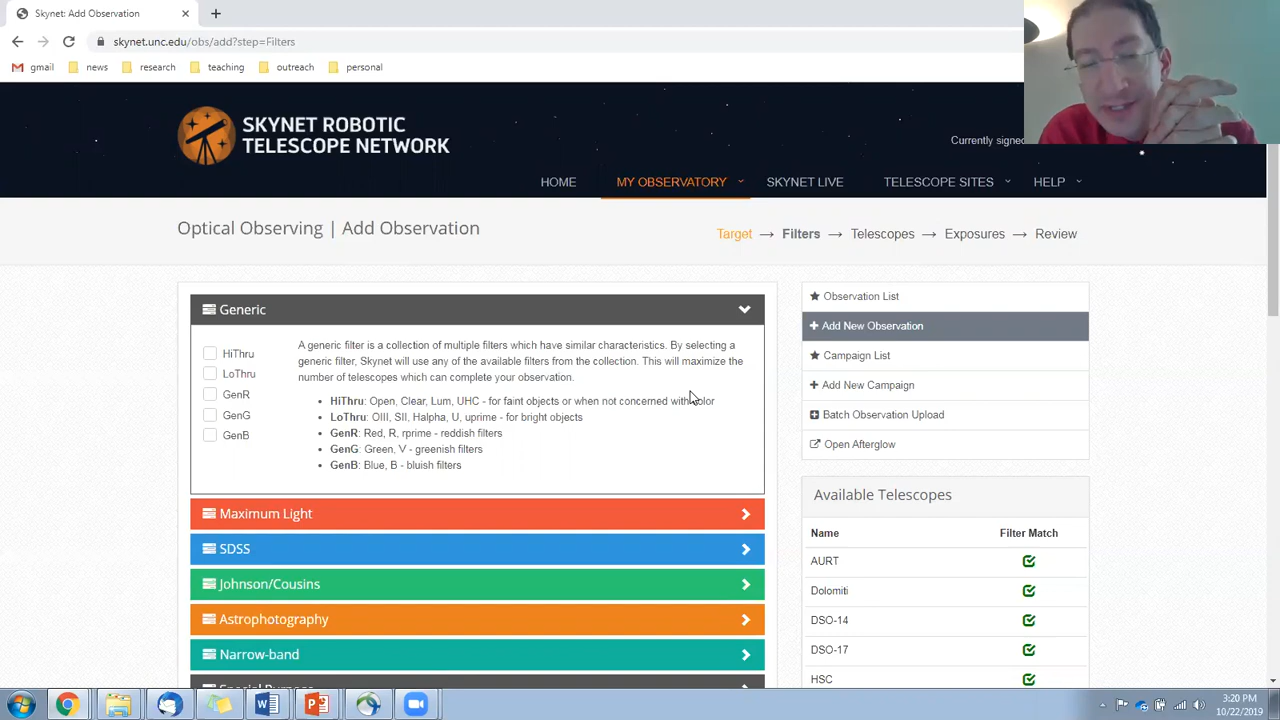 Skynet: Add Observation
skynet.unc.edu/obs/add?step=Filters
gmail news research teaching outreach personal
SKYNET ROBOTIC
TELESCOPE NETWORK
Currently signed
HOME MY OBSERVATORY SKYNET LIVE TELESCOPE SITES HELP
Optical Observing | Add Observation
Target → Filters → Telescopes → Exposures → Review
Generic
HiThru
LoThru
GenR
GenG
GenB
A generic filter is a collection of multiple filters which have similar characteristics. By selecting a
generic filter, Skynet will use any of the available filters from the collection. This will maximize the
number of telescopes which can complete your observation.
• HiThru: Open, Clear, Lum, UHC - for faint objects or when not concerned with color
• LoThru: OIII, SII, Halpha, U, uprime - for bright objects
• GenR: Red, R, rprime - reddish filters
• GenG: Green, V - greenish filters
• GenB: Blue, B - bluish filters
Maximum Light
SDSS
Johnson/Cousins
Astrophotography
Narrow-band
Special Purpose
Observation List
Add New Observation
Campaign List
Add New Campaign
Batch Observation Upload
Open Afterglow
Available Telescopes
Name Filter Match
AURT
Dolomiti
DSO-14
DSO-17
HSC
3:20 PM
10/22/2019